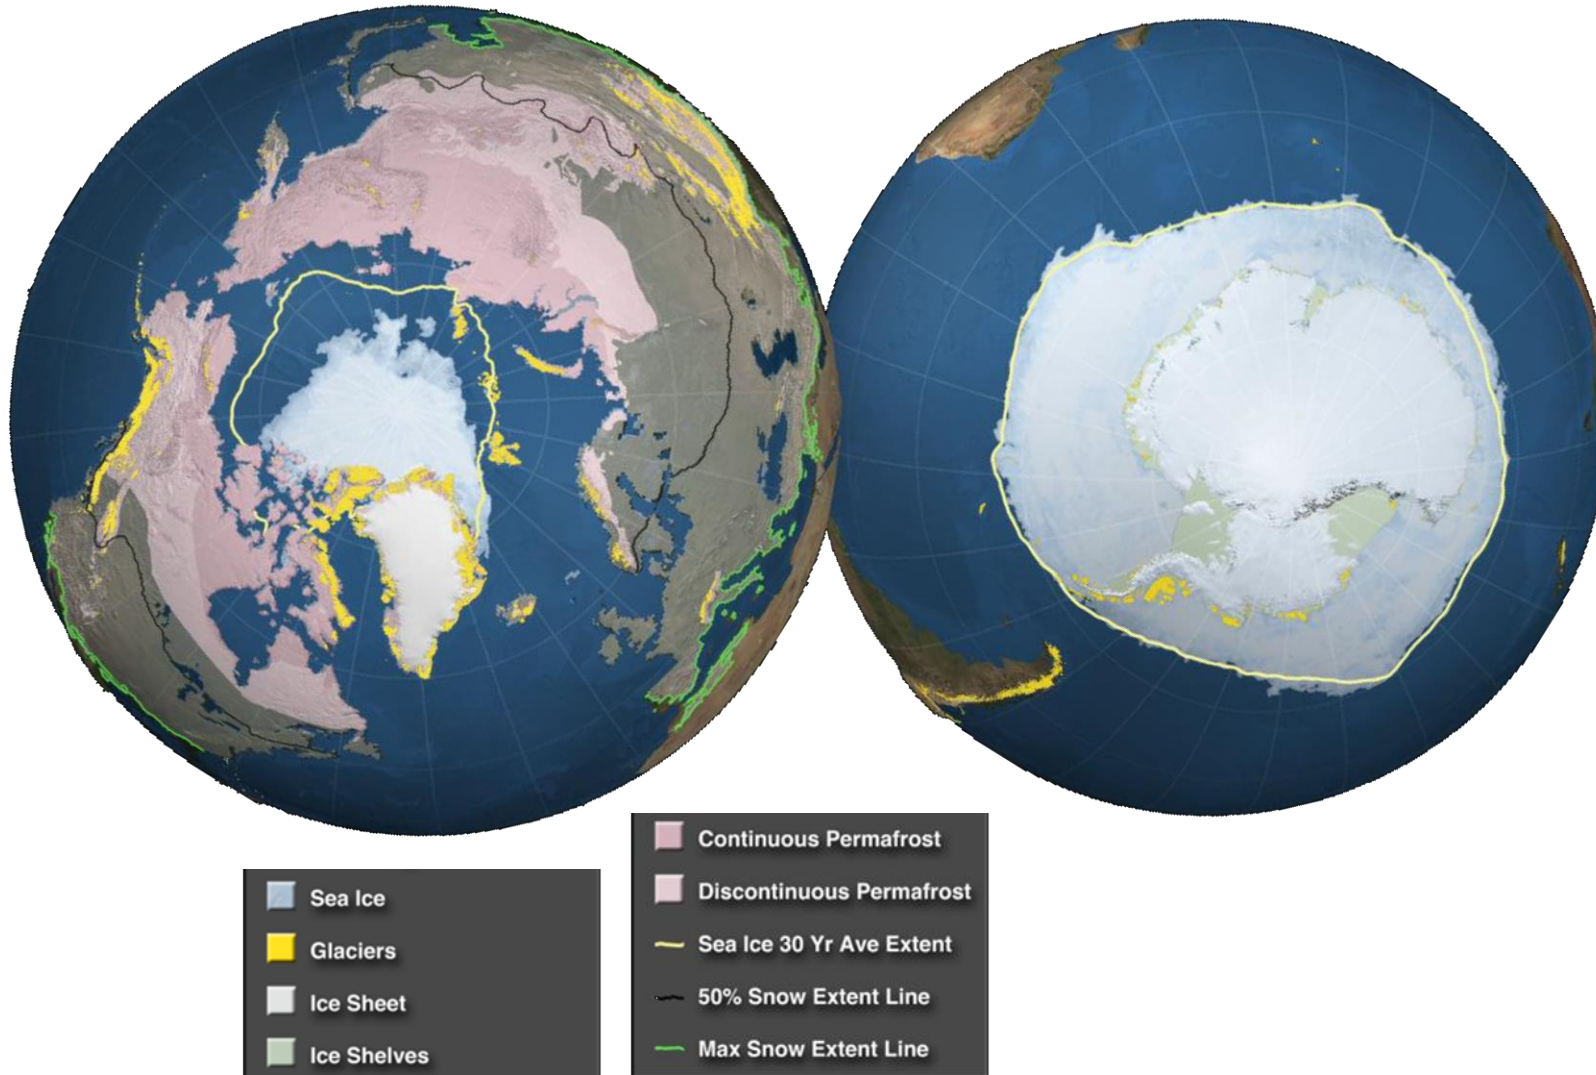 Sea Ice
Glaciers
Ice Sheet
Ice Shelves
Continuous Permafrost
Discontinuous Permafrost
Sea Ice 30 Yr Ave Extent
50% Snow Extent Line
Max Snow Extent Line